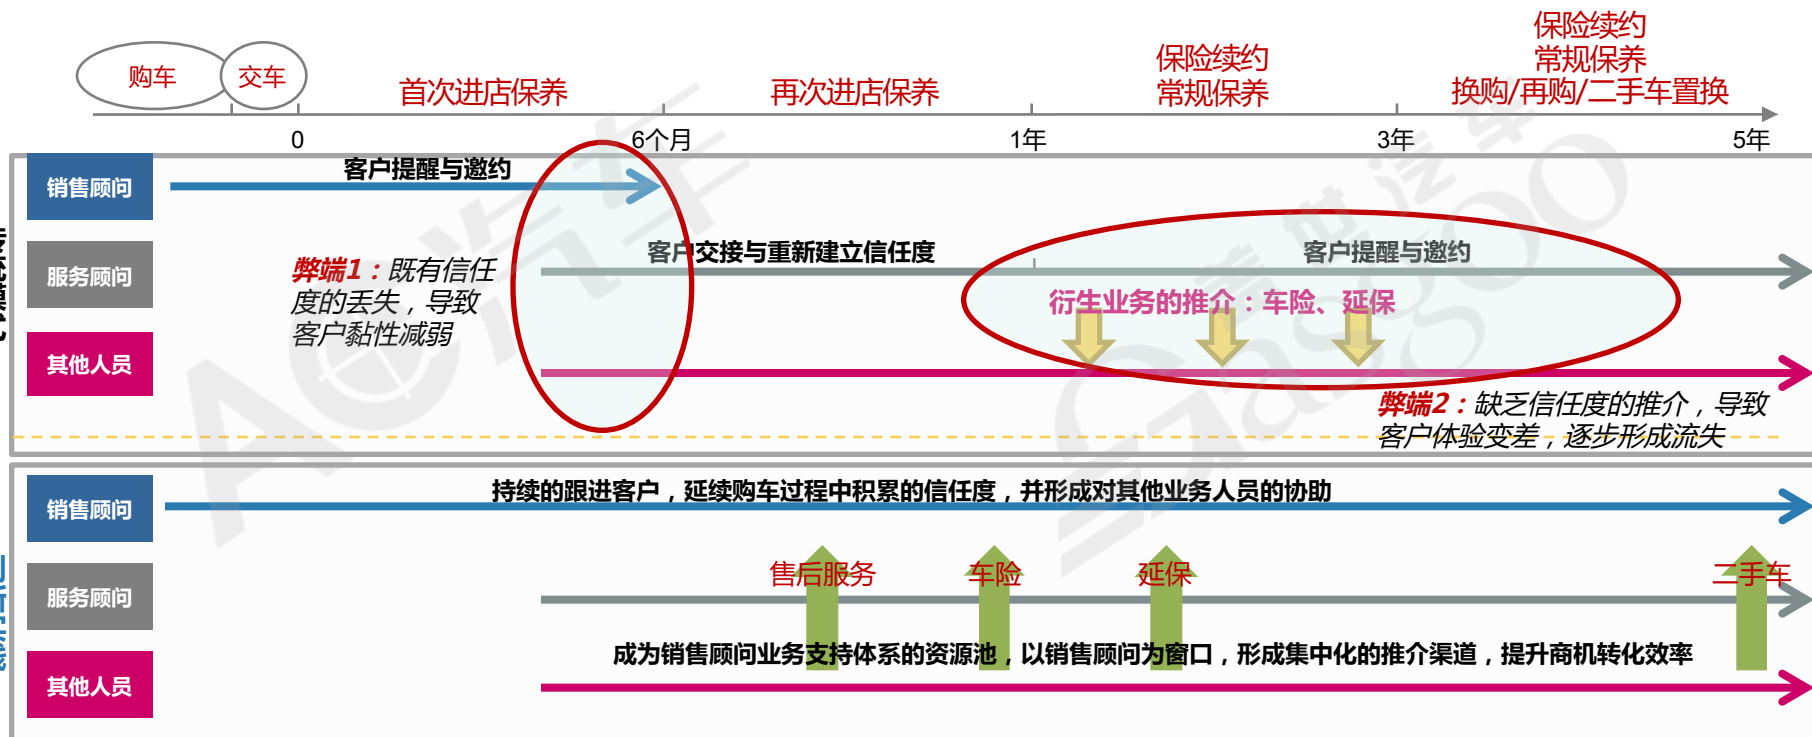 保险续约
常规保养
换购/再购/二手车置换
保险续约
常规保养
购车
交车
首次进店保养
再次进店保养
0
6个月
1年
3年
5年
销售顾问
客户提醒与邀约
服务顾问
客户交接与重新建立信任度
客户提醒与邀约
弊端1：既有信任
度的丢失，导致
客户黏性减弱
衍生业务的推介：车险、延保
其他人员
弊端2：缺乏信任度的推介，导致
客户体验变差，逐步形成流失
销售顾问
持续的跟进客户，延续购车过程中积累的信任度，并形成对其他业务人员的协助
服务顾问
售后服务
车险
延保
二手车
成为销售顾问业务支持体系的资源池，以销售顾问为窗口，形成集中化的推介渠道，提升商机转化效率
其他人员
AC汽车
盖世汽车
Gasgoo